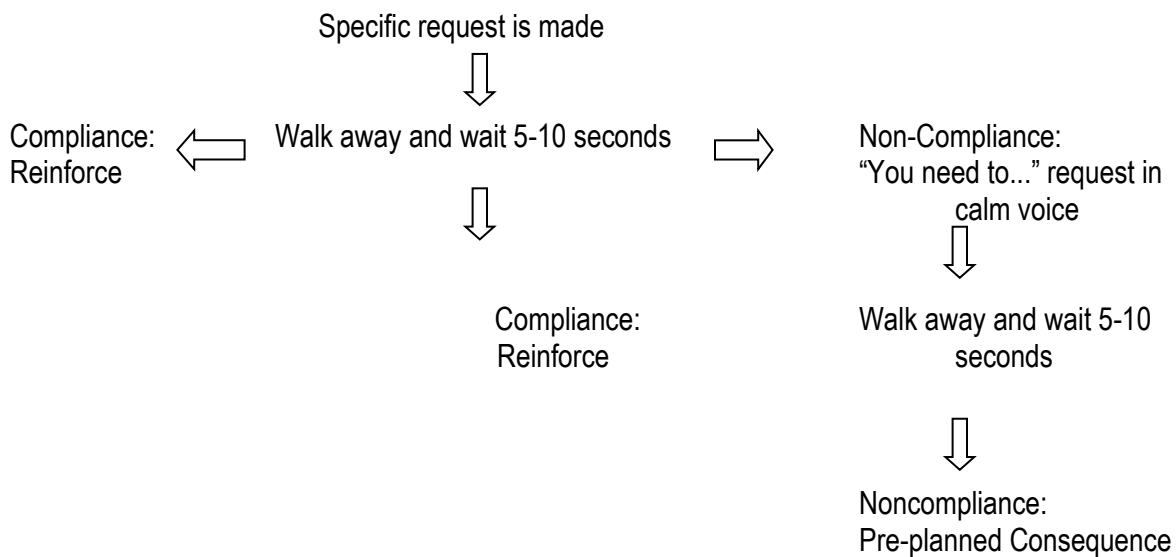 Specific request is made
Compliance:
Reinforce
Walk away and wait 5-10 seconds
Non-Compliance:
“You need to...” request in
calm voice
Compliance:
Reinforce
Walk away and wait 5-10
seconds
Noncompliance:
Pre-planned Consequence